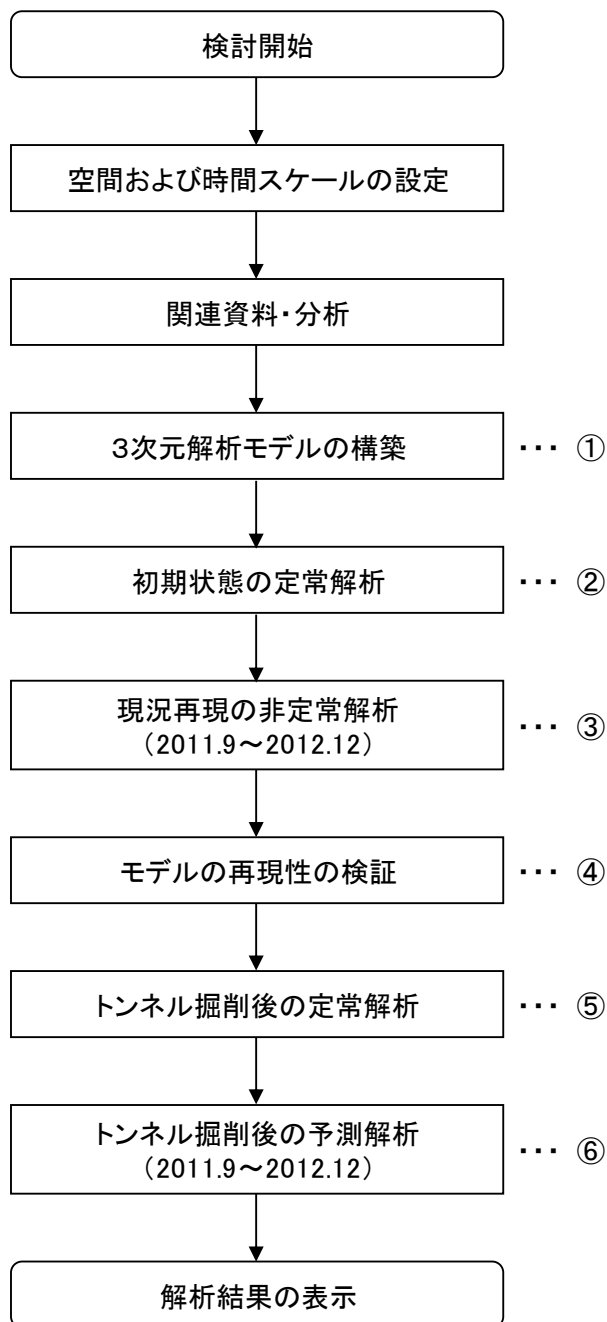 検討開始
空間および時間スケールの設定
関連資料・分析
3次元解析モデルの構築 ··· ①
初期状態の定常解析 ··· ②
現況再現の非定常解析
（2011.9～2012.12） ··· ③
モデルの再現性の検証 ··· ④
トンネル掘削後の定常解析 ··· ⑤
トンネル掘削後の予測解析
（2011.9～2012.12） ··· ⑥
解析結果の表示